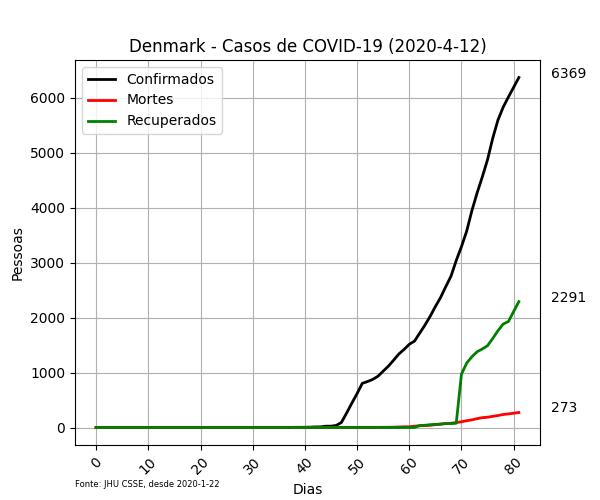 Denmark - Casos de COVID-19 (2020-4-12)
Confirmados
Mortes
Recuperados
6369
2291
273
6000
5000
4000
3000
2000
1000
0
Pessoas
0 10 20 30 40 50 60 70 80
Dias
Fonte: JHU CSSE, desde 2020-1-22